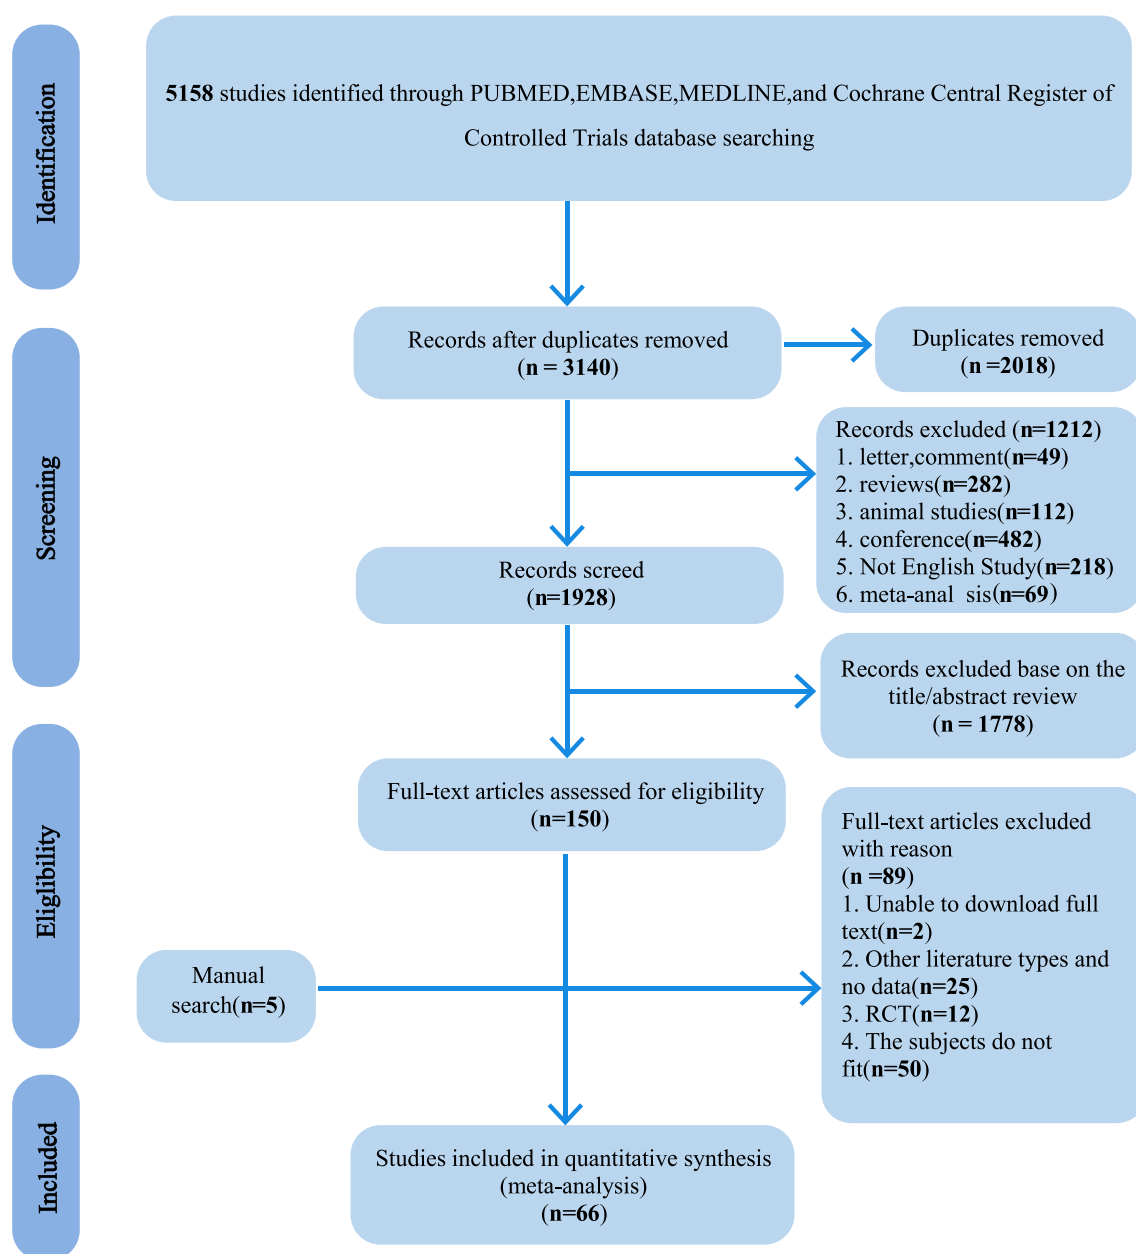 Identification
5158 studies identified through PUBMED,EMBASE,MEDLINE,and Cochrane Central Register of
Controlled Trials database searching
Screening
Records after duplicates removed
(n = 3140)
Duplicates removed
(n =2018)
Records excluded (n=1212)
1. letter,comment(n=49)
2. reviews(n=282)
3. animal studies(n=112)
4. conference(n=482)
5. Not English Study(n=218)
6. meta-anal sis(n=69)
Records screed
(n=1928)
Records excluded base on the
title/abstract review
(n = 1778)
Eliglibility
Full-text articles assessed for eligibility
(n=150)
Full-text articles excluded
with reason
(n =89)
1. Unable to download full
text(n=2)
2. Other literature types and
no data(n=25)
3. RCT(n=12)
4. The subjects do not
fit(n=50)
Manual
search(n=5)
Included
Studies included in quantitative synthesis
(meta-analysis)
(n=66)